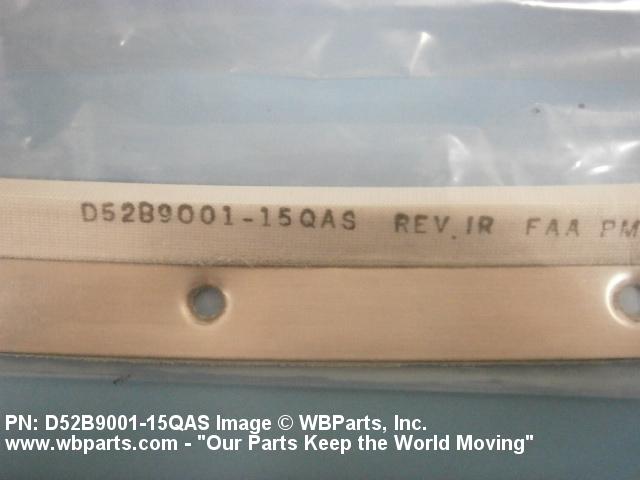 D52B9001-15QAS REV. IR FAA PM
PN: D52B9001-15QAS Image © WBParts, Inc.
www.wbparts.com - "Our Parts Keep the World Moving"